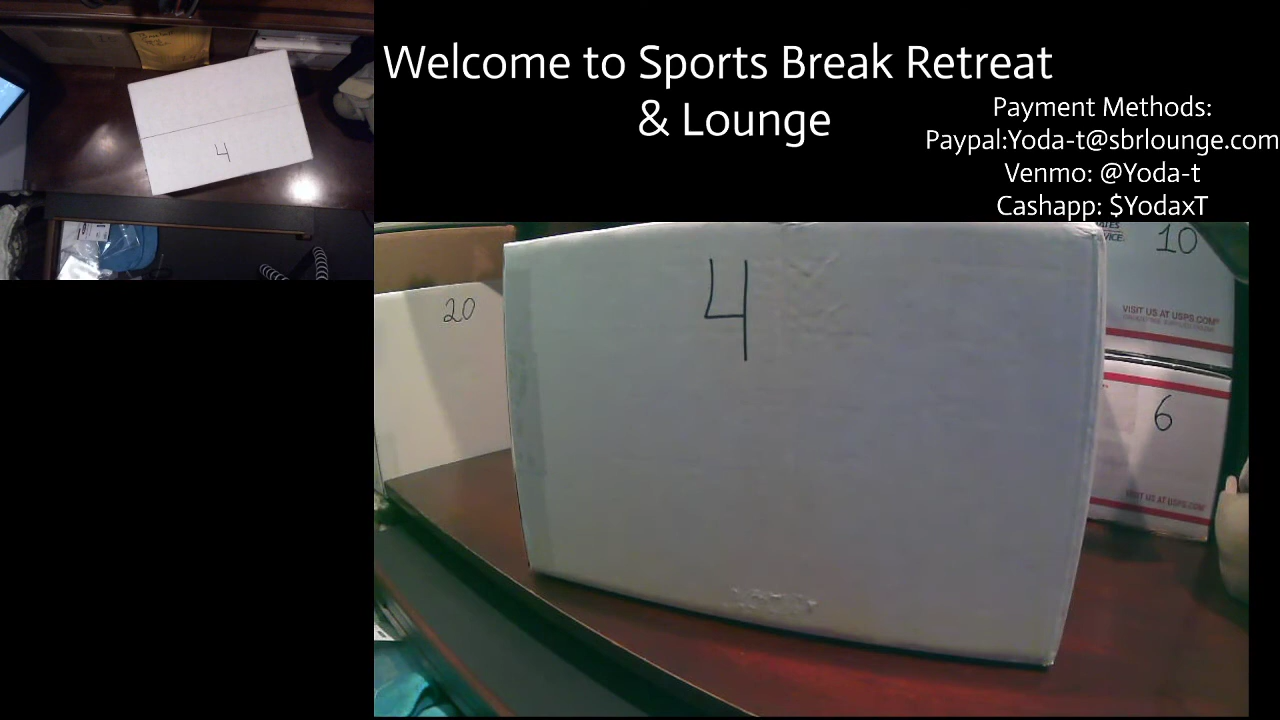 Welcome to Sports Break Retreat
& Lounge
Payment Methods:
Paypal:Yoda-t@sbrlounge.com
Venmo: @Yoda-t
Cashapp: $YodaxT
4
4
20
10
VISIT US AT USPS.COM®
6
VISIT US AT USPS.COM